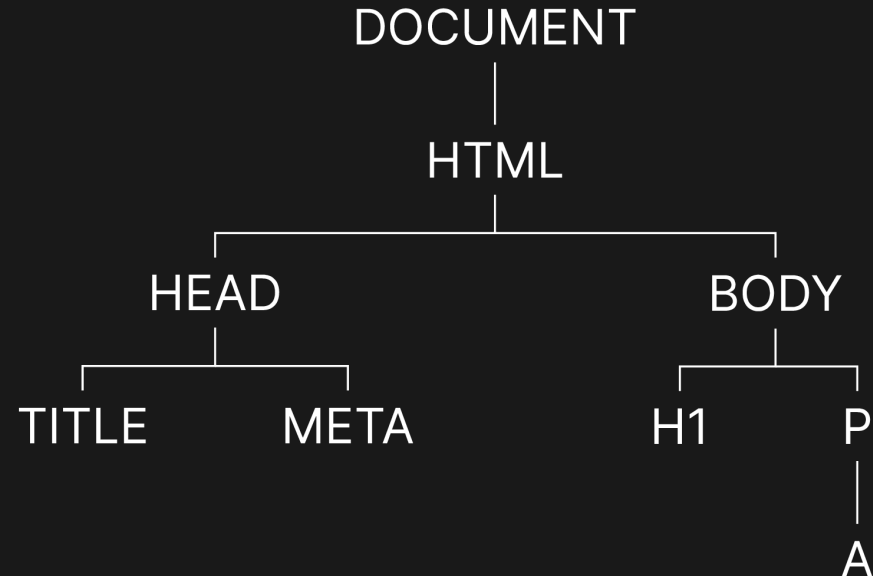 DOCUMENT
HTML
HEAD BODY
TITLE META H1 P
A